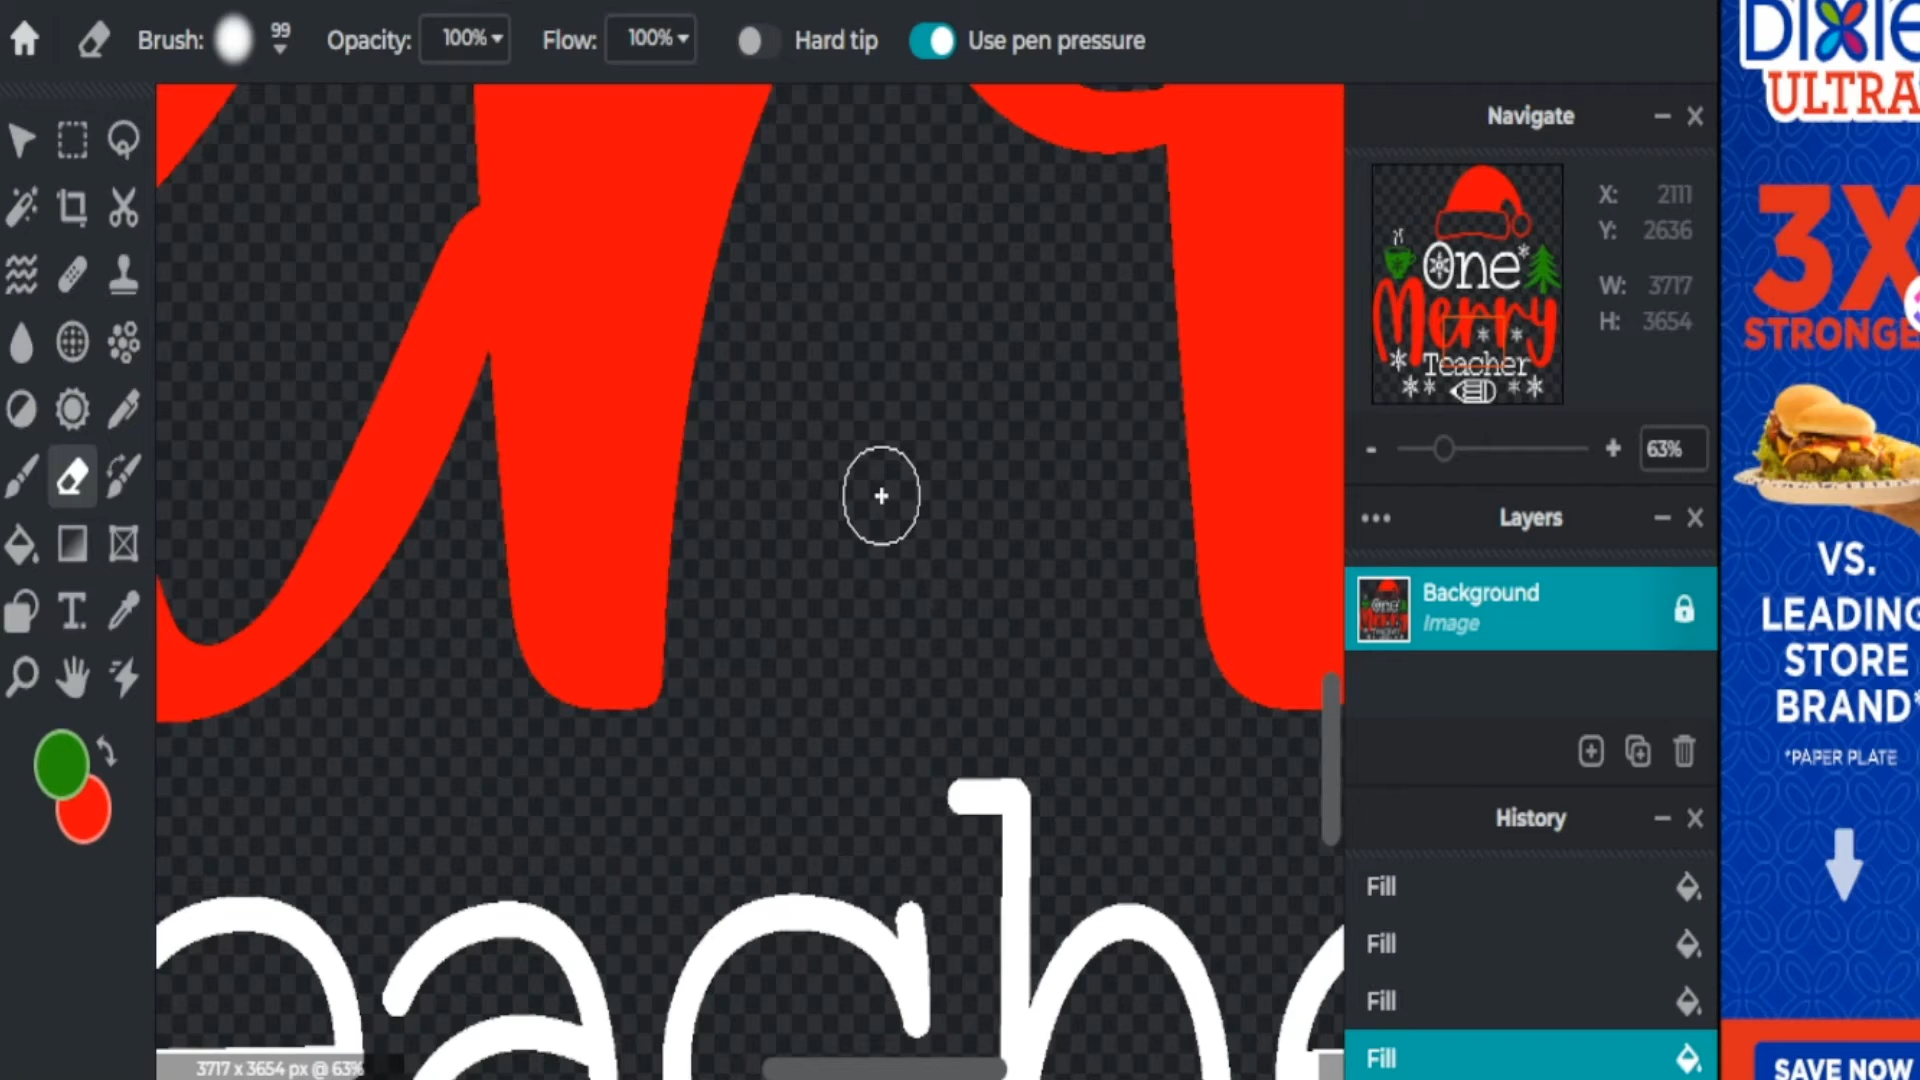 Brush: 99 Opacity: 100% Flow: 100% Hard tip Use pen pressure
Navigate
X: 2111
Y: 2636
W: 3717
H: 3654
One
Merry
Teacher
63%
Layers
Background
Image
History
Fill
Fill
Fill
Fill
eache
3717 x 3654 px @ 63%
DIXIE
ULTRA
3X
STRONGE
VS.
LEADING
STORE
BRAND*
*PAPER PLATE
SAVE NOW